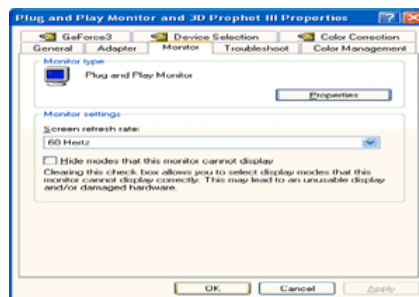 Plug and Play Monitor and 3D Prophet III Properties
GeForce3 Device Selection Color Correction
General Adapter Monitor Troubleshoot Color Management
Monitor type
Plug and Play Monitor
Properties
Monitor settings
Screen refresh rate:
60 Hertz
Hide modes that this monitor cannot display
Clearing this check box allows you to select display modes that this
monitor cannot display correctly. This may lead to an unusable display
and/or damaged hardware.
OK Cancel Apply